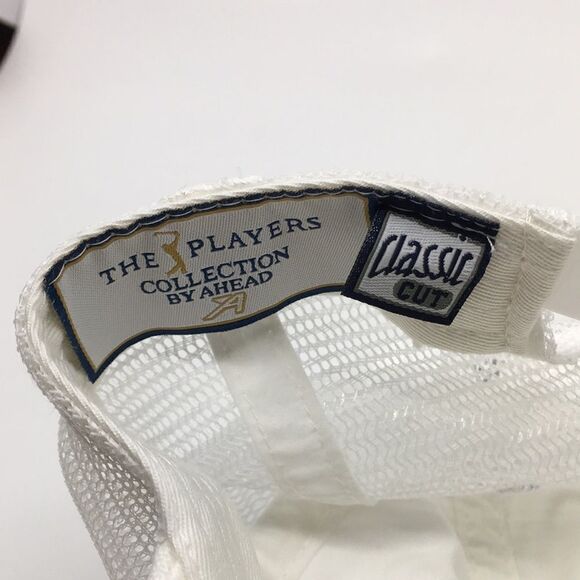 THE PLAYERS
COLLECTION
BY AHEAD
Classic
CUT